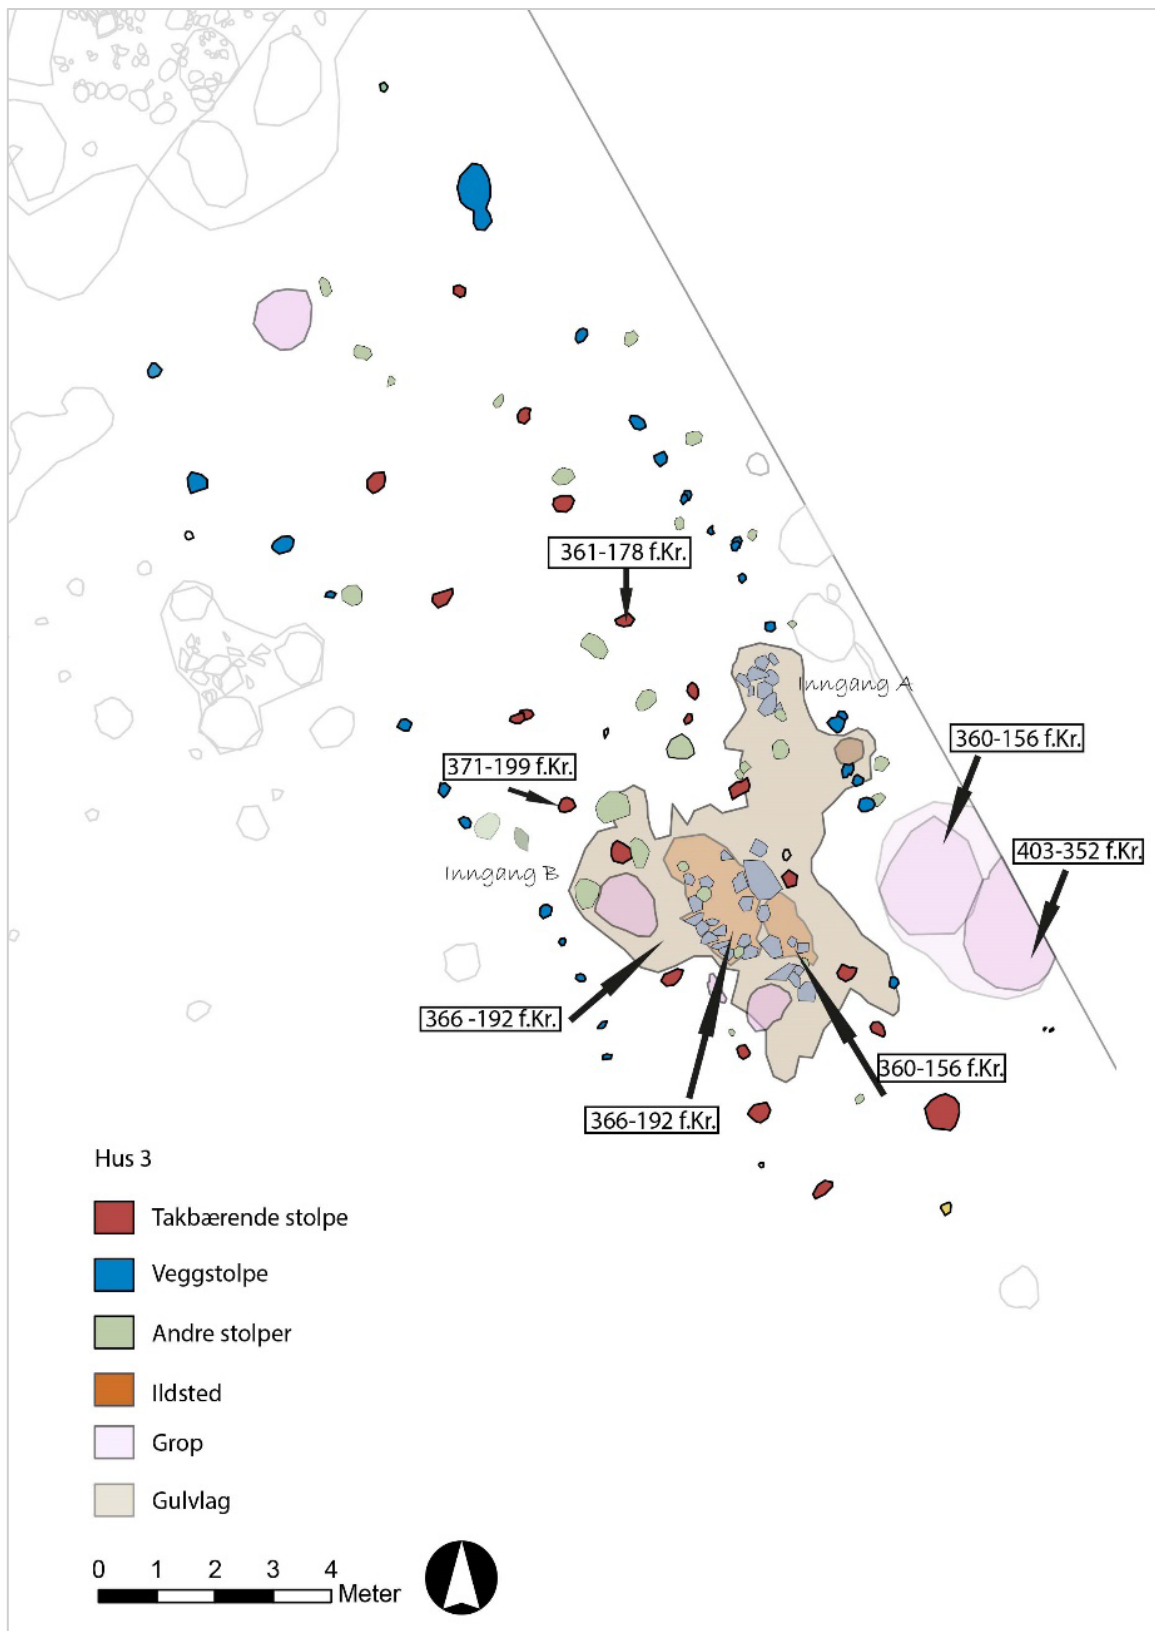 361-178 f.Kr.
Inngang A
360-156 f.Kr.
371-199 f.Kr.
403-352 f.Kr.
Inngang B
366 -192 f.Kr.
360-156 f.Kr.
366-192 f.Kr.
Hus 3
Takbærende stolpe
Veggstolpe
Andre stolper
Ildsted
Grop
Gulvlag
0 1 2 3 4
Meter